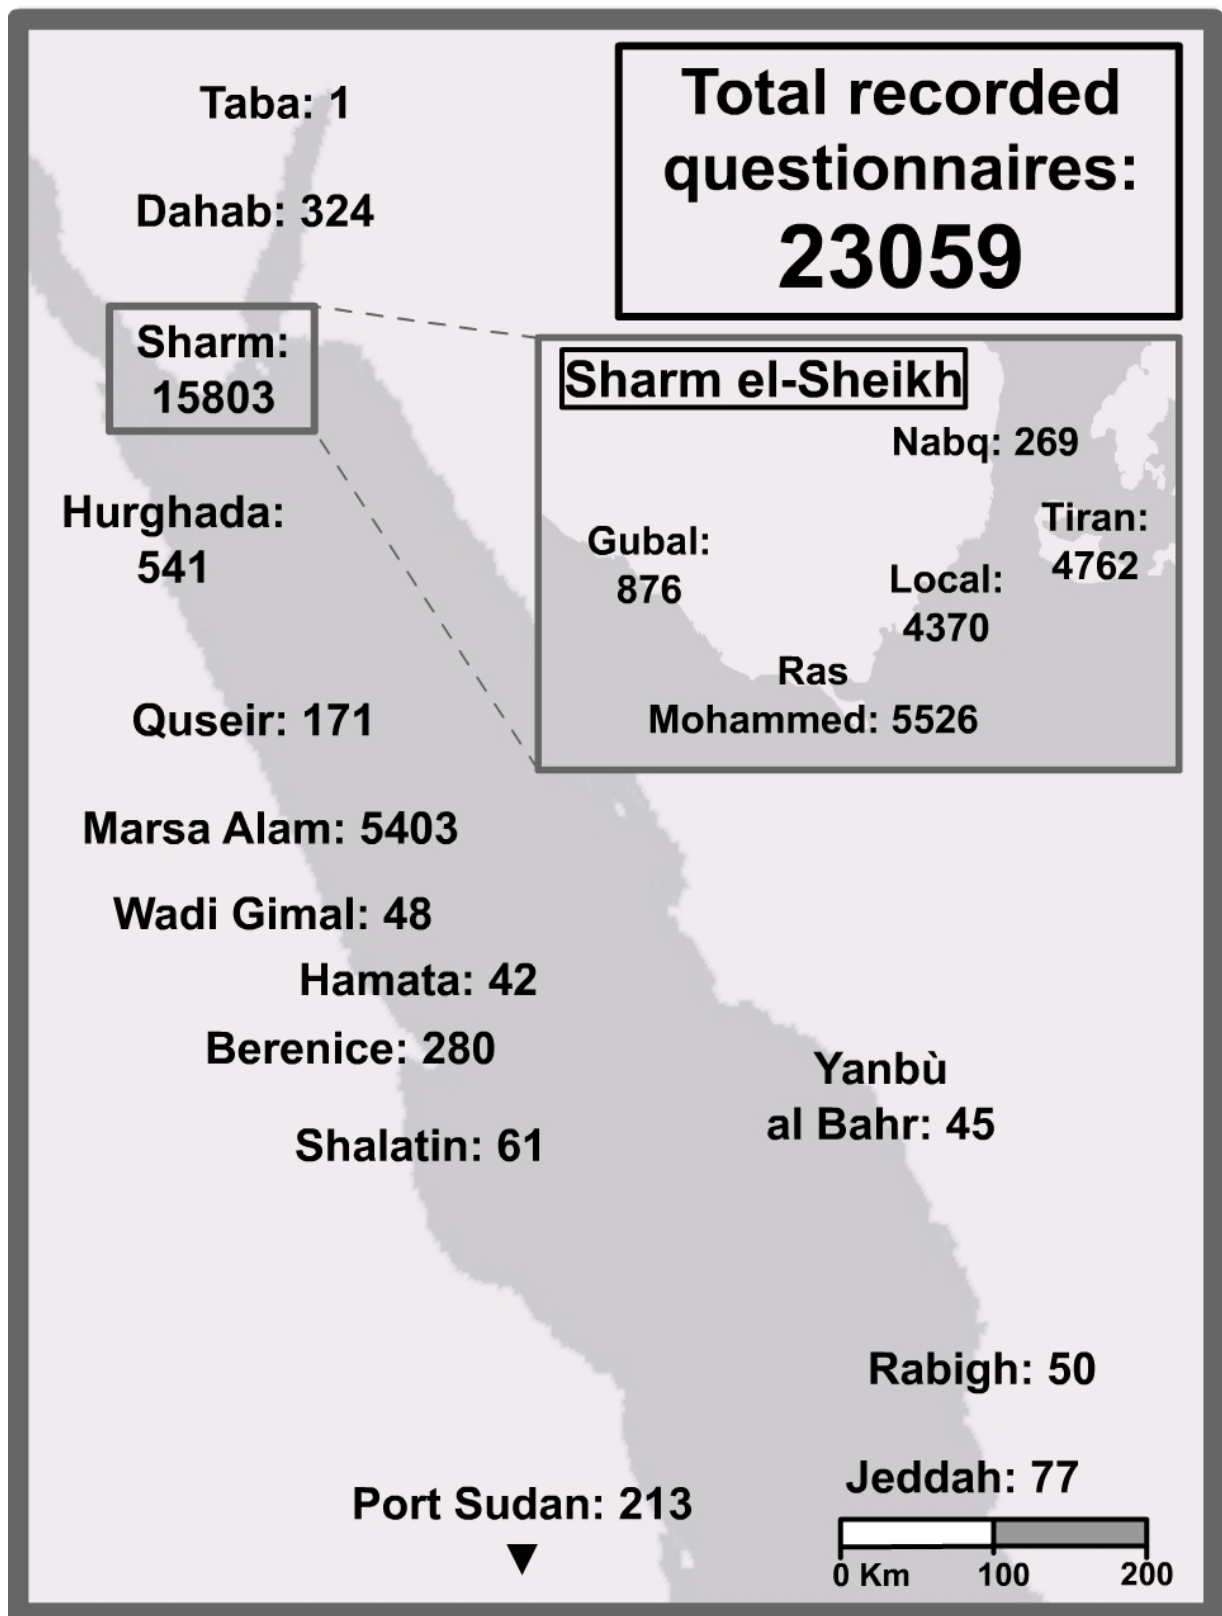 Total recorded
questionnaires:
23059
Taba: 1
Dahab: 324
Sharm:
15803
Sharm el-Sheikh
Nabq: 269
Tiran:
4762
Gubal:
876
Local:
4370
Ras
Mohammed: 5526
Hurghada:
541
Quseir: 171
Marsa Alam: 5403
Wadi Gimal: 48
Hamata: 42
Berenice: 280
Yanbù
al Bahr: 45
Shalatin: 61
Rabigh: 50
Jeddah: 77
Port Sudan: 213
0 Km 100 200